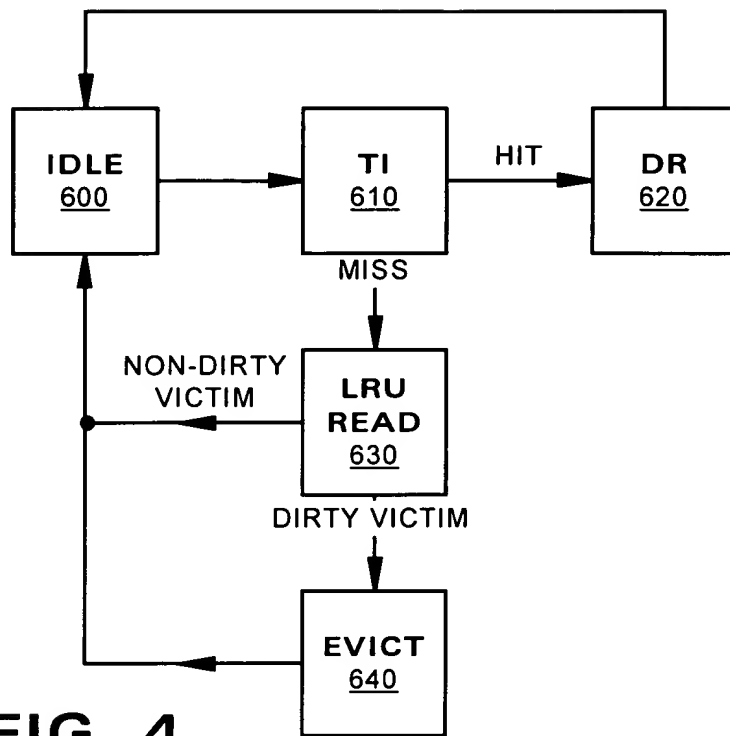 IDLE
600
TI
610
HIT
DR
620
MISS
NON-DIRTY
VICTIM
LRU
READ
630
DIRTY VICTIM
EVICT
640
FIG. 4